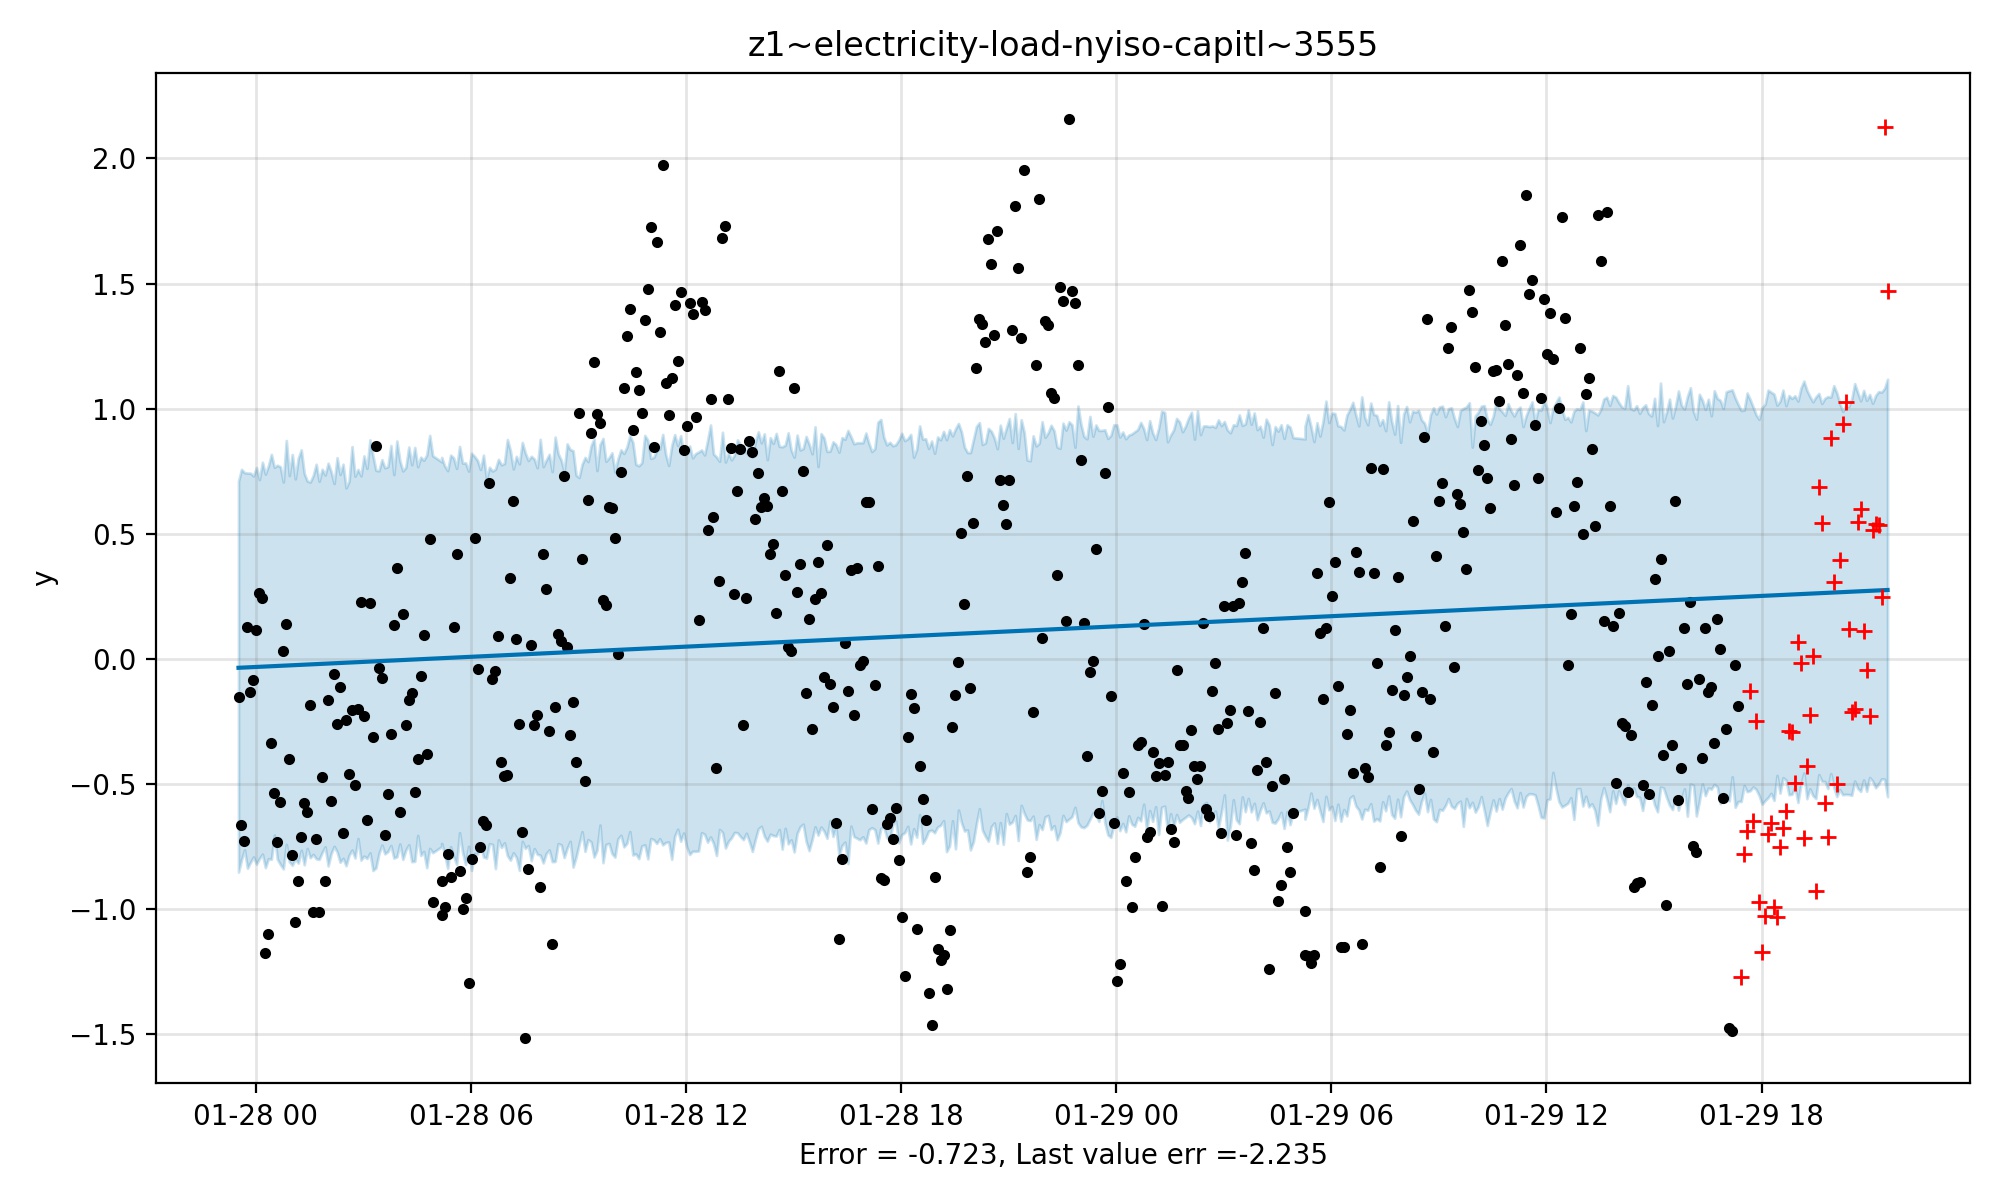 z1~electricity-load-nyiso-capitl~3555
y
2.0
1.5
1.0
0.5
0.0
−0.5
−1.0
−1.5
01-28 00 01-28 06 01-28 12 01-28 18 01-29 00 01-29 06 01-29 12 01-29 18
Error = -0.723, Last value err =-2.235